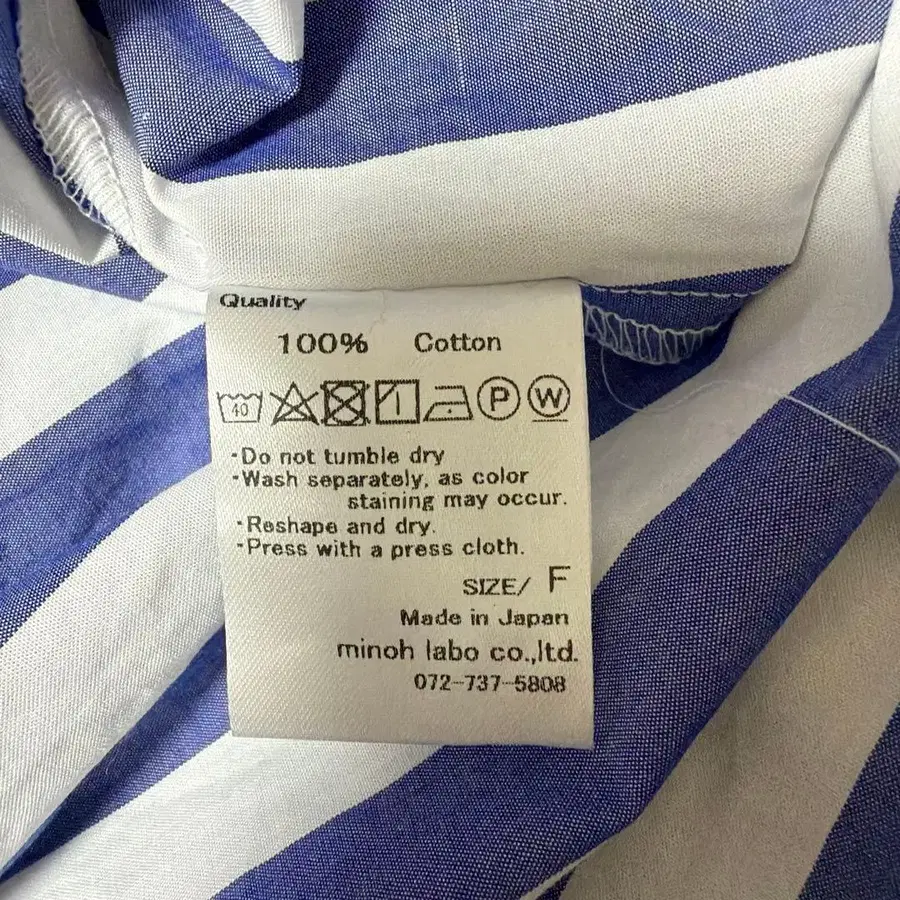 Quality
100% Cotton
40 P W
·Do not tumble dry
·Wash separately, as color
staining may occur.
·Reshape and dry.
·Press with a press cloth.
SIZE/ F
Made in Japan
minoh labo co.,ltd.
072-737-5808